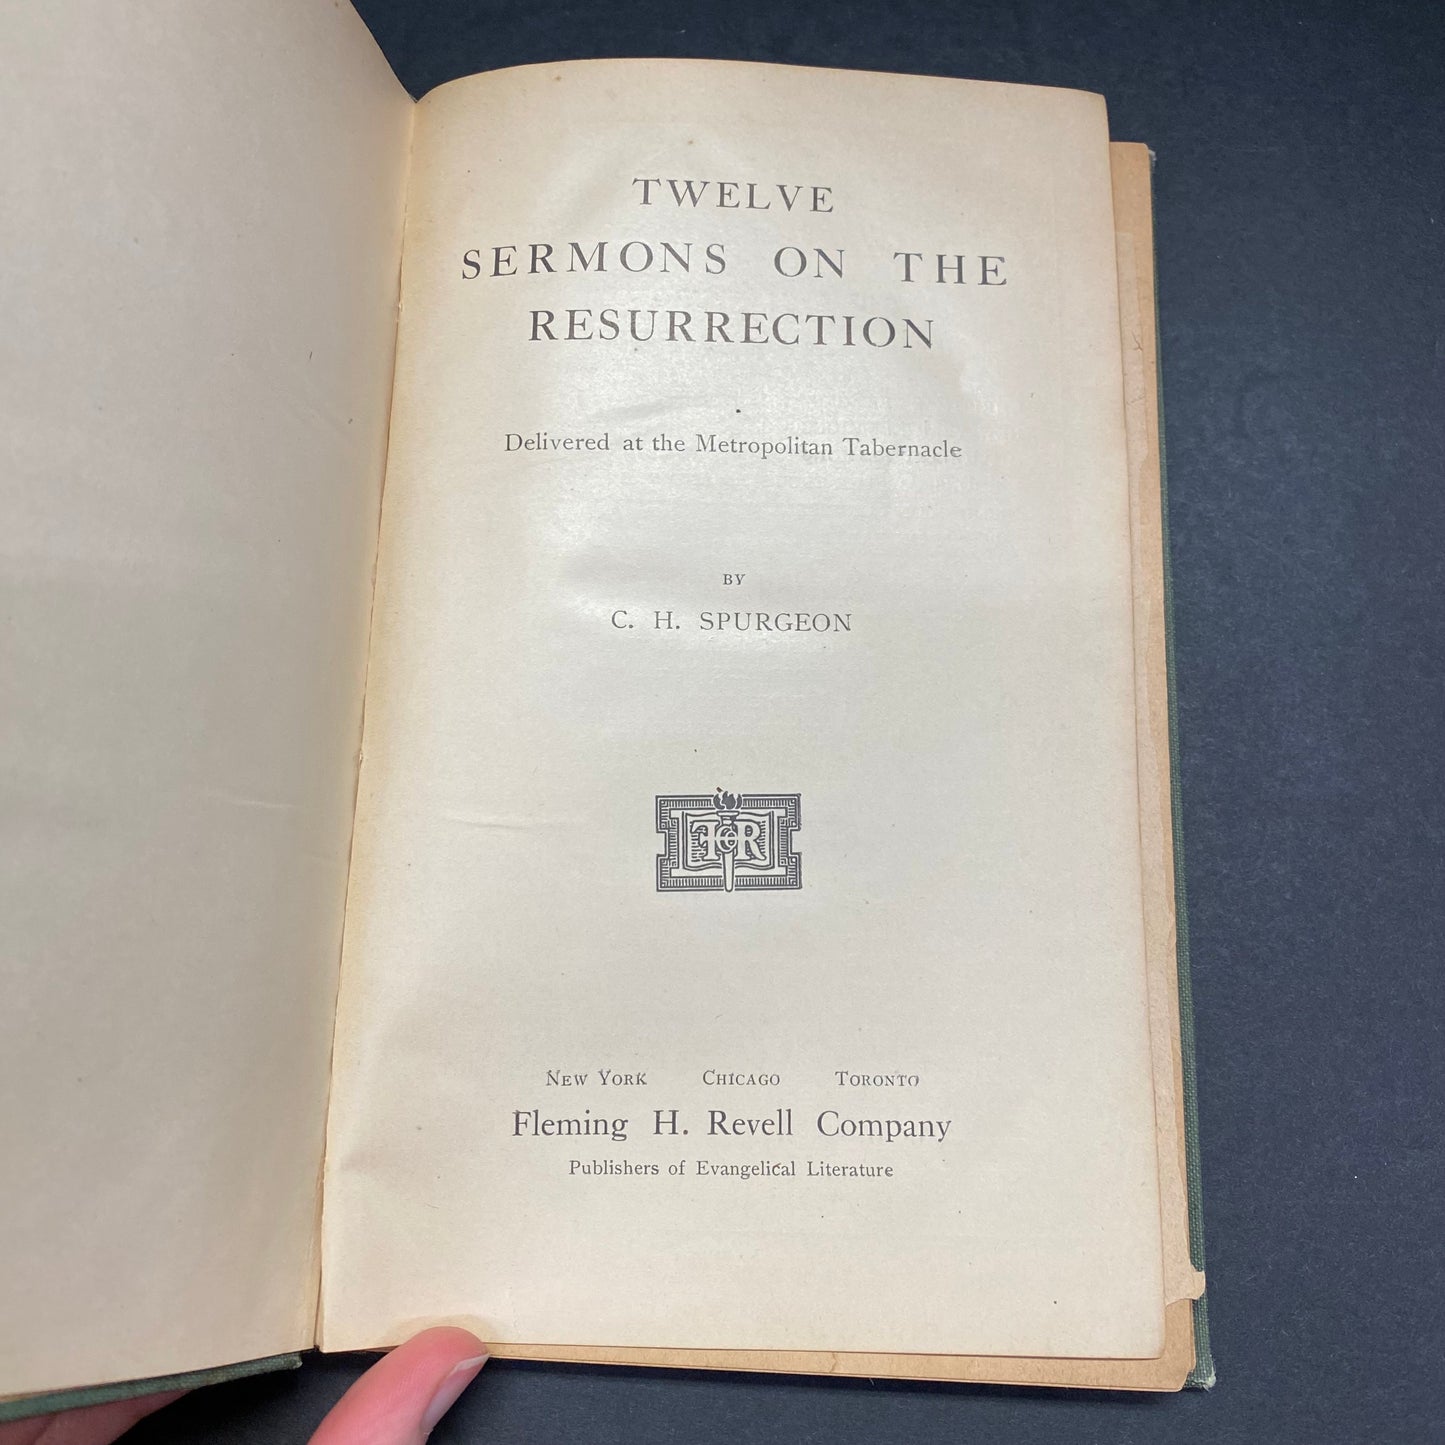 TWELVE
SERMONS ON THE
RESURRECTION
Delivered at the Metropolitan Tabernacle
BY
C. H. SPURGEON
F & R
NEW YORK CHICAGO TORONTO
Fleming H. Revell Company
Publishers of Evangelical Literature